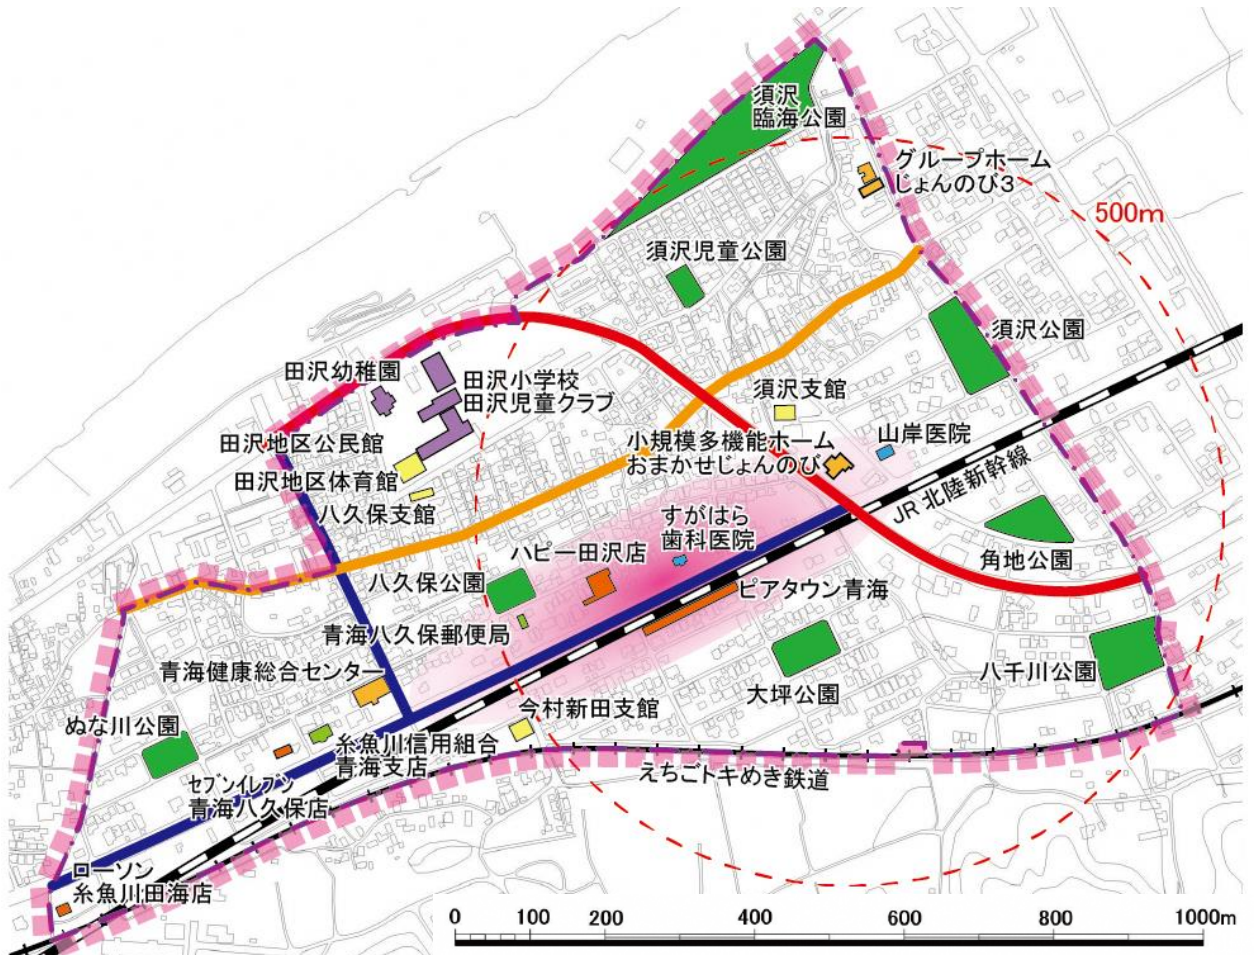 須沢
臨海公園
グループホーム
じょんのび3
500m
須沢児童公園
須沢公園
田沢幼稚園
田沢小学校
田沢児童クラブ
須沢支館
田沢地区公民館
小規模多機能ホーム
おまかせじょんのび
山岸医院
田沢地区体育館
JR北陸新幹線
八久保支館
すがはら
歯科医院
ハピー田沢店
角地公園
八久保公園
ピアタウン青海
青海八久保郵便局
青海健康総合センター
八千川公園
大坪公園
今村新田支館
ぬな川公園
糸魚川信用組合
青海支店
えちごトキめき鉄道
セブンイレブン
青海八久保店
ローソン
糸魚川田海店
0 100 200 400 600 800 1000m